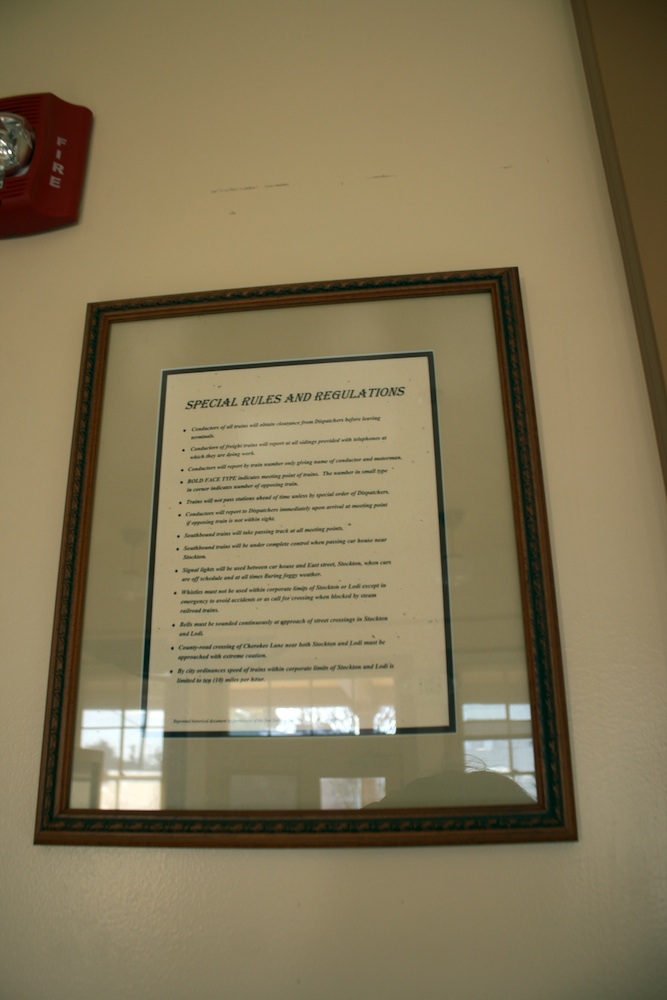 FIRE
SPECIAL RULES AND REGULATIONS
• Conductors of all trains will obtain clearance from Dispatchers before leaving
terminals.
• Conductors of freight trains will report at all sidings provided with telephones at
which they are doing work.
• Conductors will report by train number only giving name of conductor and motorman.
• BOLD FACE TYPE indicates meeting point of trains. The number in small type
in corner indicates number of opposing train.
• Trains will not pass stations ahead of time unless by special order of Dispatchers.
• Conductors will report to Dispatchers immediately upon arrival at meeting point
if opposing train is not within sight.
• Southbound trains will take passing track at all meeting points.
• Southbound trains will be under complete control when passing car house near
Stockton.
• Signal lights will be used between car house and East street, Stockton, when cars
are off schedule and at all times during foggy weather.
• Whistles must not be used within corporate limits of Stockton or Lodi except in
emergency to avoid accidents or to call for crossing when blocked by steam
railroad trains.
• Bells must be sounded continuously at approach of street crossings in Stockton
and Lodi.
• County-road crossing of Cherokee Lane near both Stockton and Lodi must be
approached with extreme caution.
• By city ordinances speed of trains within corporate limits of Stockton and Lodi is
limited to ten (10) miles per hour.
Reprinted historical document